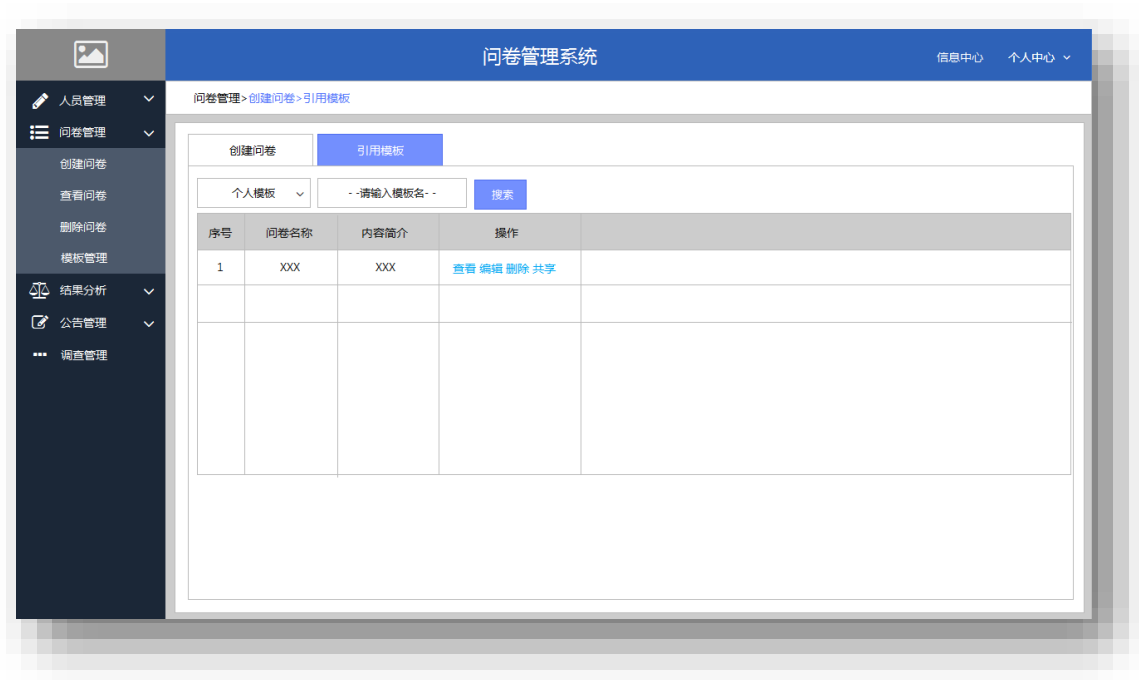 问卷管理系统
信息中心 个人中心
人员管理
问卷管理
创建问卷
查看问卷
删除问卷
模板管理
结果分析
公告管理
调查管理
问卷管理>创建问卷>引用模板
创建问卷 引用模板
个人模板 - -请输入模板名- - 搜索
序号 问卷名称 内容简介 操作
1 XXX XXX 查看 编辑 删除 共享